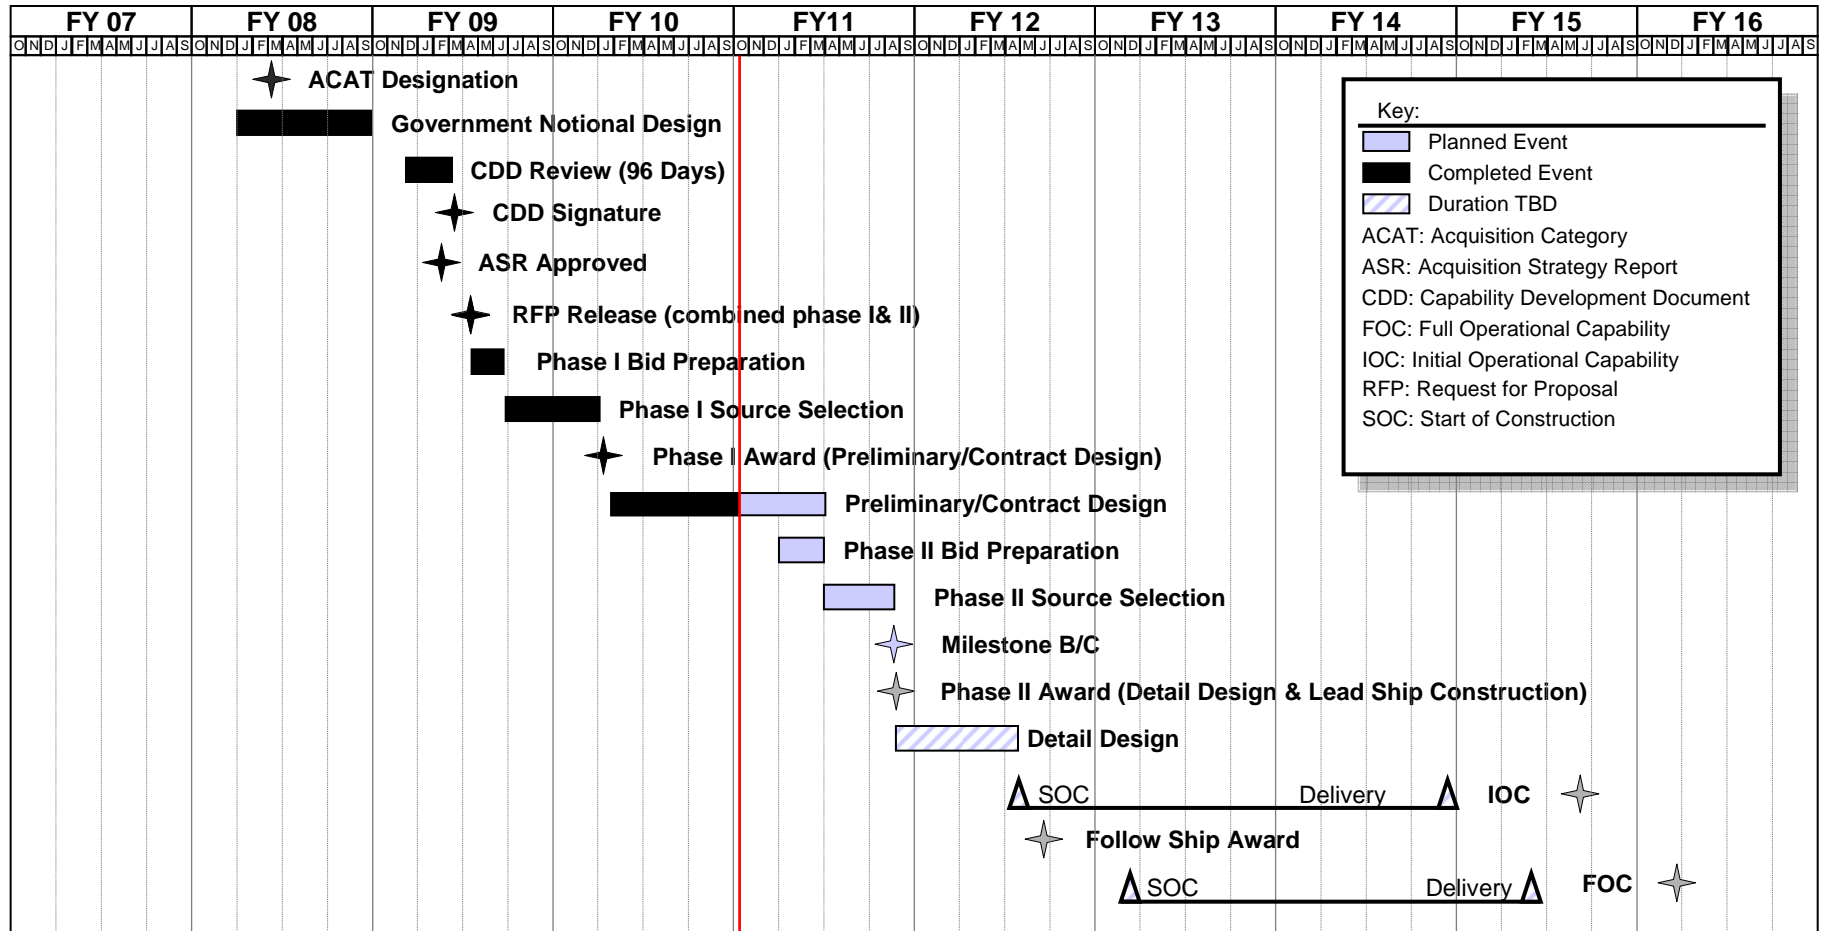 FY 07 FY 08 FY 09 FY 10 FY11 FY 12 FY 13 FY 14 FY 15 FY 16
O N D J F M A M J J A S O N D J F M A M J J A S O N D J F M A M J J A S O N D J F M A M J J A S O N D J F M A M J J A S O N D J F M A M J J A S O N D J F M A M J J A S O N D J F M A M J J A S O N D J F M A M J J A S O N D J F M A M J J A S
ACAT Designation
Government Notional Design
CDD Review (96 Days)
CDD Signature
ASR Approved
RFP Release (combined phase I& II)
Phase I Bid Preparation
Phase I Source Selection
Phase I Award (Preliminary/Contract Design)
Preliminary/Contract Design
Phase II Bid Preparation
Phase II Source Selection
Milestone B/C
Phase II Award (Detail Design & Lead Ship Construction)
Detail Design
SOC Delivery IOC
Follow Ship Award
SOC Delivery FOC
Key:
Planned Event
Completed Event
Duration TBD
ACAT: Acquisition Category
ASR: Acquisition Strategy Report
CDD: Capability Development Document
FOC: Full Operational Capability
IOC: Initial Operational Capability
RFP: Request for Proposal
SOC: Start of Construction